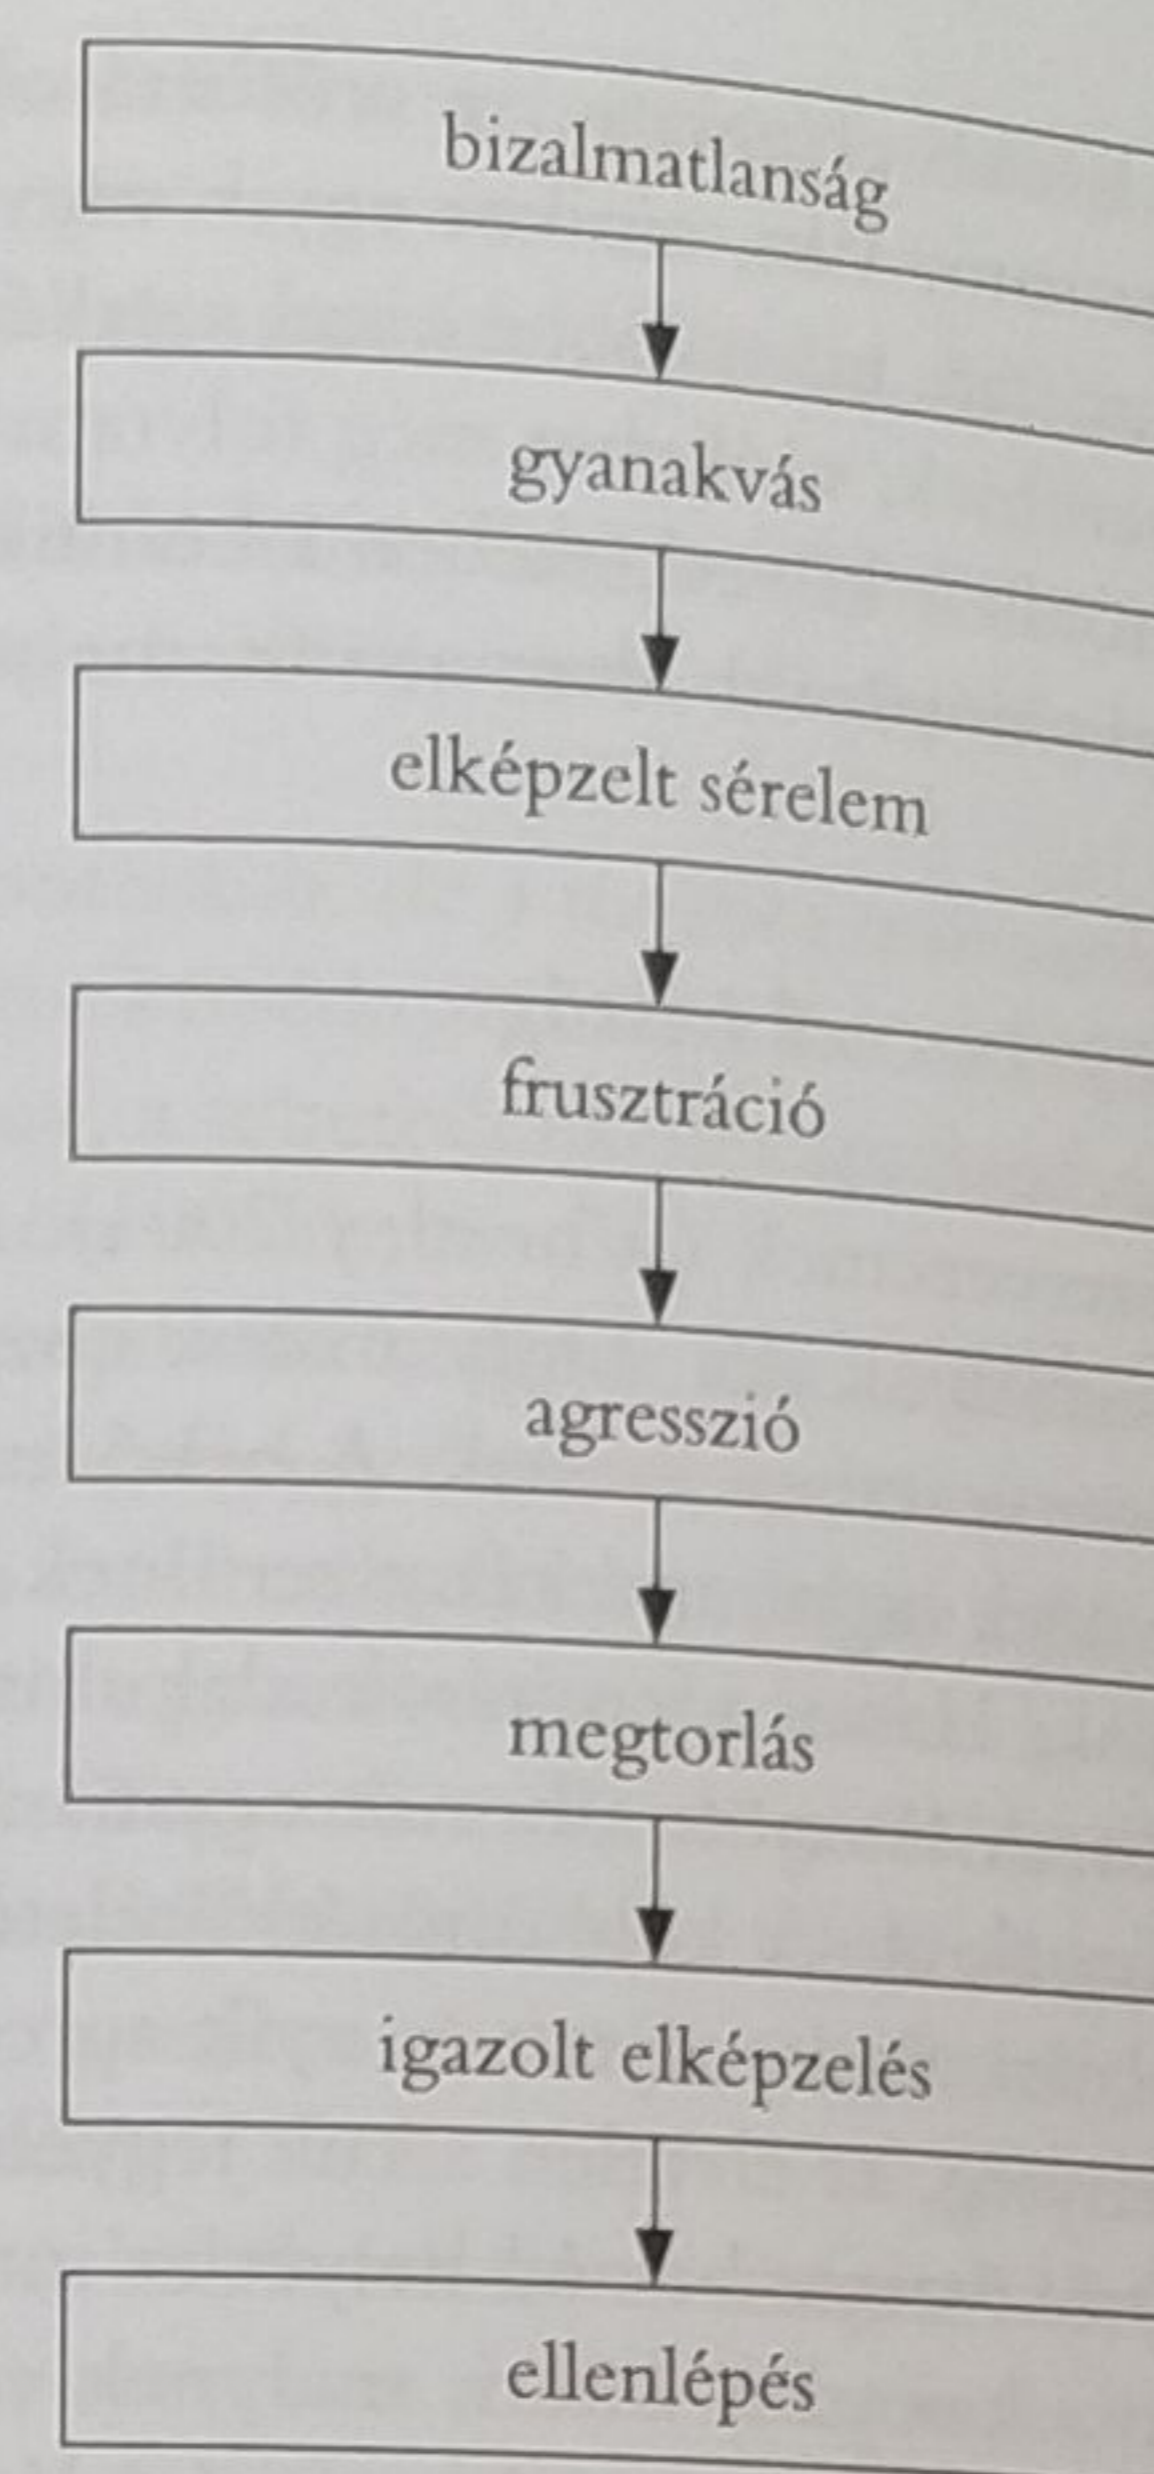 bizalmatlanság
gyanakvás
elképzelt sérelem
frusztráció
agresszió
megtorlás
igazolt elképzelés
ellenlépés